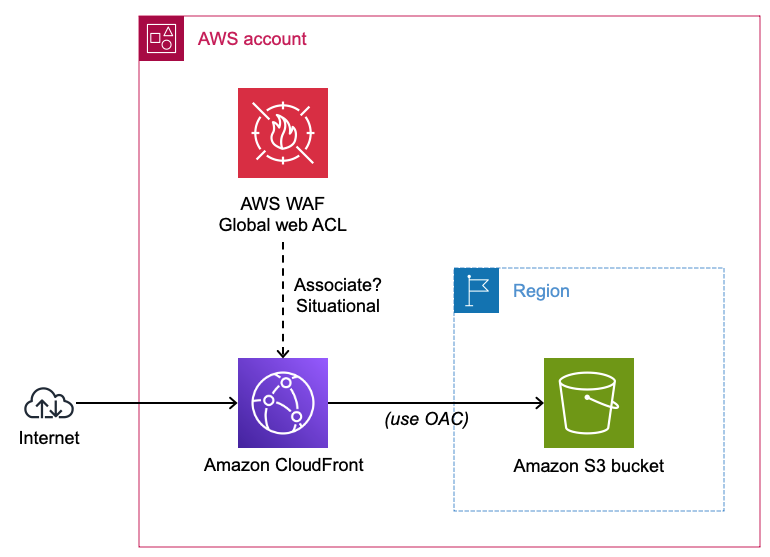 AWS account
AWS WAF
Global web ACL
Associate?
Situational
Region
Internet
Amazon CloudFront
(use OAC)
Amazon S3 bucket